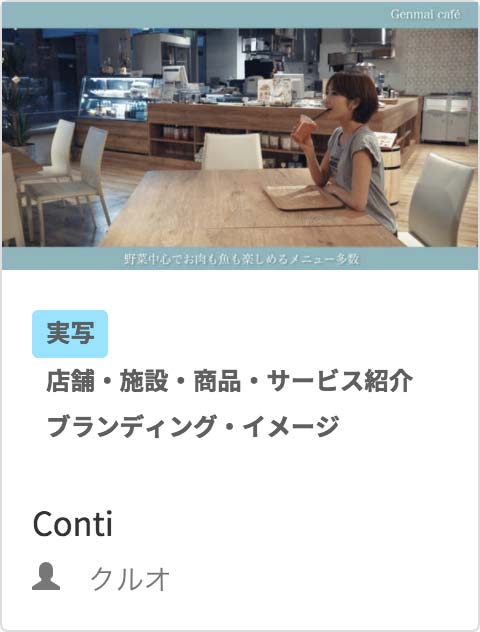 Genmai café
野菜中心でお肉も魚も楽しめるメニュー多数
実写
店舗・施設・商品・サービス紹介
ブランディング・イメージ
Conti
クルオ